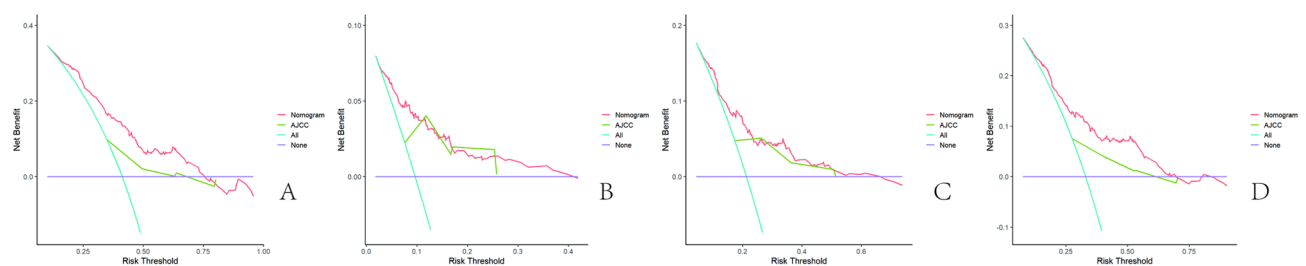 0.4
0.2
0.0
Net Benefit
0.25
0.50
0.75
1.00
Risk Threshold
Nomogram
AJCC
All
None
A
0.10
0.05
0.00
Net Benefit
0.0
0.1
0.2
0.3
0.4
Risk Threshold
Nomogram
AJCC
All
None
B
0.2
0.1
0.0
Net Benefit
0.2
0.4
0.6
Risk Threshold
Nomogram
AJCC
All
None
C
0.3
0.2
0.1
0.0
-0.1
Net Benefit
0.25
0.50
0.75
Risk Threshold
Nomogram
AJCC
All
None
D